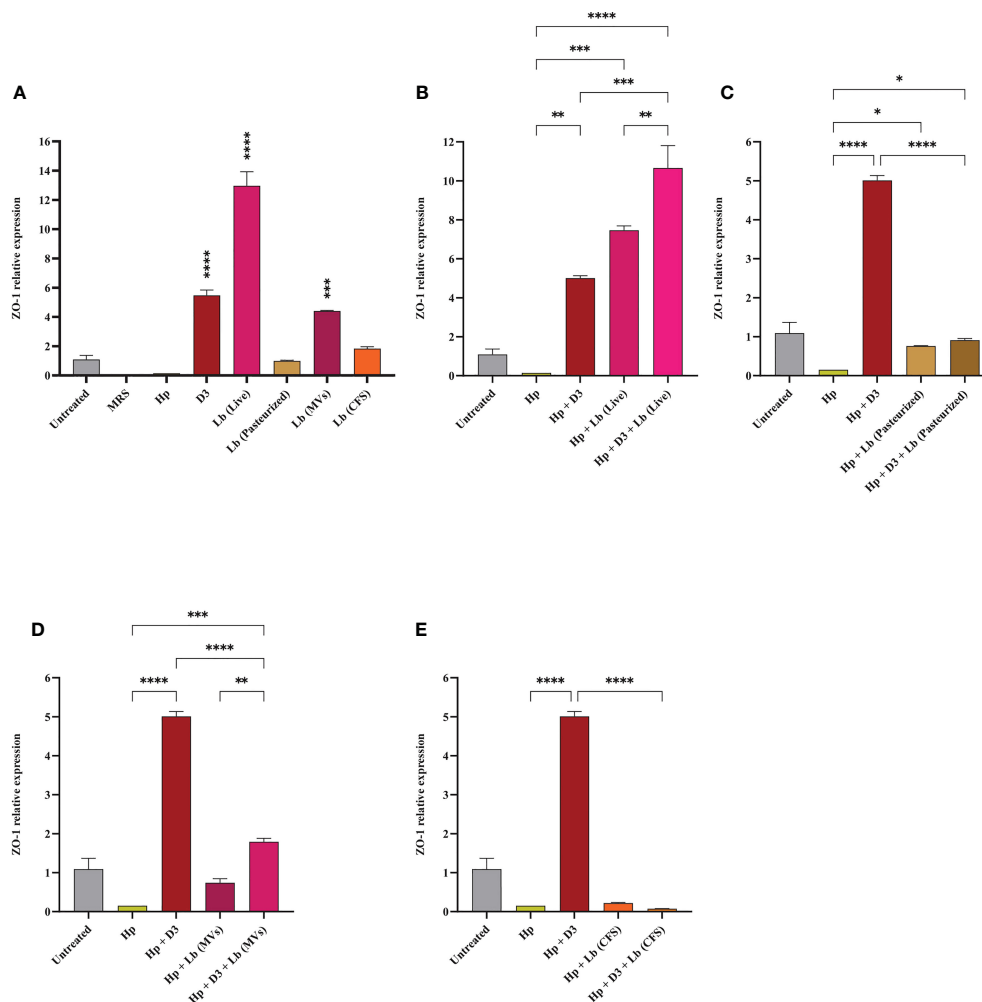 A
ZO-1 relative expression
16
14
12
10
8
6
4
2
0
****
****
***
Untreated
MRS
Hp
D3
Lb (Live)
Lb (Pasteurized)
Lb (MVs)
Lb (CFS)
B
ZO-1 relative expression
12
10
8
6
4
2
0
****
***
***
**
**
Untreated
Hp
Hp + D3
Hp + Lb (Live)
Hp + D3 + Lb (Live)
C
ZO-1 relative expression
6
5
4
3
2
1
0
*
*
****
****
Untreated
Hp
Hp + D3
Hp + Lb (Pasteurized)
Hp + D3 + Lb (Pasteurized)
D
ZO-1 relative expression
6
5
4
3
2
1
0
***
****
****
**
Untreated
Hp
Hp + D3
Hp + Lb (MVs)
Hp + D3 + Lb (MVs)
E
ZO-1 relative expression
6
5
4
3
2
1
0
****
****
Untreated
Hp
Hp + D3
Hp + Lb (CFS)
Hp + D3 + Lb (CFS)